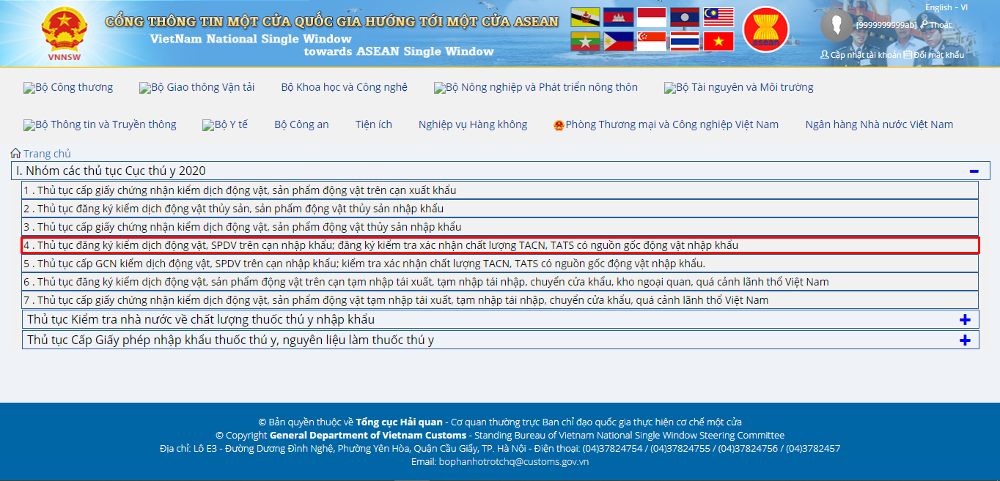 CỔNG THÔNG TIN MỘT CỬA QUỐC GIA HƯỚNG TỚI MỘT CỬA ASEAN
VietNam National Single Window
towards ASEAN Single Window
VNNSW
asean
English - VI
[9999999999ab] Thoát
Cập nhật tài khoản Đổi mật khẩu
Bộ Công thương Bộ Giao thông Vận tải Bộ Khoa học và Công nghệ Bộ Nông nghiệp và Phát triển nông thôn Bộ Tài nguyên và Môi trường
Bộ Thông tin và Truyền thông Bộ Y tế Bộ Công an Tiện ích Nghiệp vụ Hàng không Phòng Thương mại và Công nghiệp Việt Nam Ngân hàng Nhà nước Việt Nam
Trang chủ
I. Nhóm các thủ tục Cục thú y 2020
1 . Thủ tục cấp giấy chứng nhận kiểm dịch động vật, sản phẩm động vật trên cạn xuất khẩu
2 . Thủ tục đăng ký kiểm dịch động vật thủy sản, sản phẩm động vật thủy sản nhập khẩu
3 . Thủ tục cấp giấy chứng nhận kiểm dịch động vật, sản phẩm động vật thủy sản nhập khẩu
4 . Thủ tục đăng ký kiểm dịch động vật, SPDV trên cạn nhập khẩu; đăng ký kiểm tra xác nhận chất lượng TACN, TATS có nguồn gốc động vật nhập khẩu
5 . Thủ tục cấp GCN kiểm dịch động vật, SPDV trên cạn nhập khẩu; kiểm tra xác nhận chất lượng TACN, TATS có nguồn gốc động vật nhập khẩu.
6 . Thủ tục đăng ký kiểm dịch động vật, sản phẩm động vật trên cạn tạm nhập tái xuất, tạm nhập tái nhập, chuyển cửa khẩu, kho ngoại quan, quá cảnh lãnh thổ Việt Nam
7 . Thủ tục cấp giấy chứng nhận kiểm dịch động vật, sản phẩm động vật tạm nhập tái xuất, tạm nhập tái nhập, chuyển cửa khẩu, quá cảnh lãnh thổ Việt Nam
Thủ tục Kiểm tra nhà nước về chất lượng thuốc thú y nhập khẩu
Thủ tục Cấp Giấy phép nhập khẩu thuốc thú y, nguyên liệu làm thuốc thú y
© Bản quyền thuộc về Tổng cục Hải quan - Cơ quan thường trực Ban chỉ đạo quốc gia thực hiện cơ chế một cửa
© Copyright General Department of Vietnam Customs - Standing Bureau of Vietnam National Single Window Steering Committee
Địa chỉ: Lô E3 - Đường Dương Đình Nghệ, Phường Yên Hòa, Quận Cầu Giấy, TP. Hà Nội - Điện thoại: (04)37824754 / (04)37824755 / (04)37824756 / (04)3782457
Email: bophanhotrotchq@customs.gov.vn